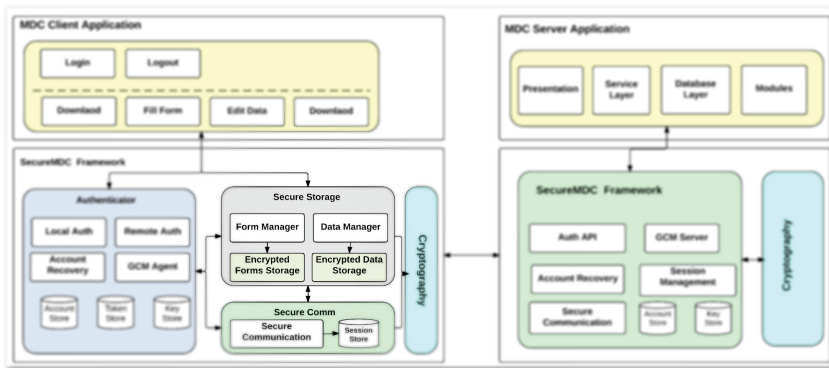 MDC Client Application
Login
Logout
Downlaod
Fill Form
Edit Data
Downlaod
SecureMDC Framework
Authenticator
Local Auth
Remote Auth
Account
Recovery
GCM Agent
Account
Store
Token
Store
Key
Store
Secure Storage
Form Manager
Data Manager
Encrypted
Forms Storage
Encrypted Data
Storage
Secure Comm
Secure
Communication
Session
Store
Cryptography
MDC Server Application
Presentation
Service
Layer
Database
Layer
Modules
SecureMDC Framework
Auth API
GCM Server
Account Recovery
Session
Management
Secure
Communication
Account
Store
Key
Store
Cryptography